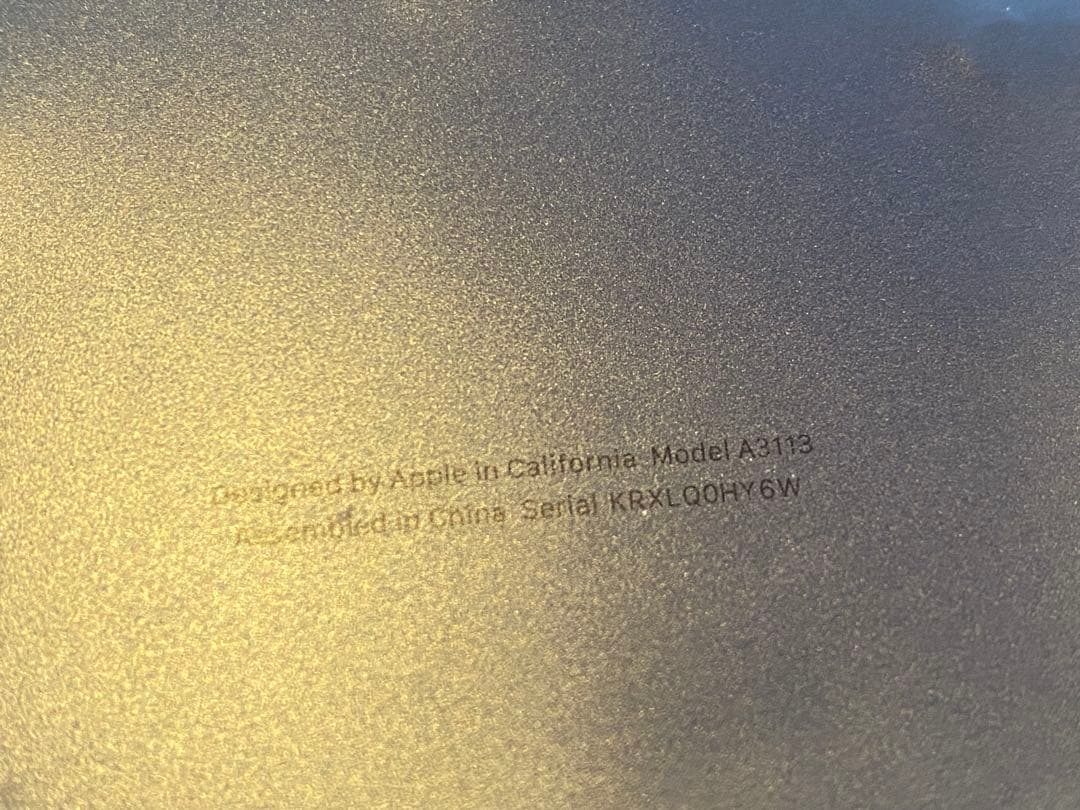 Designed by Apple in California Model A3113
Assembled in China Serial KRXLQ0HY6W